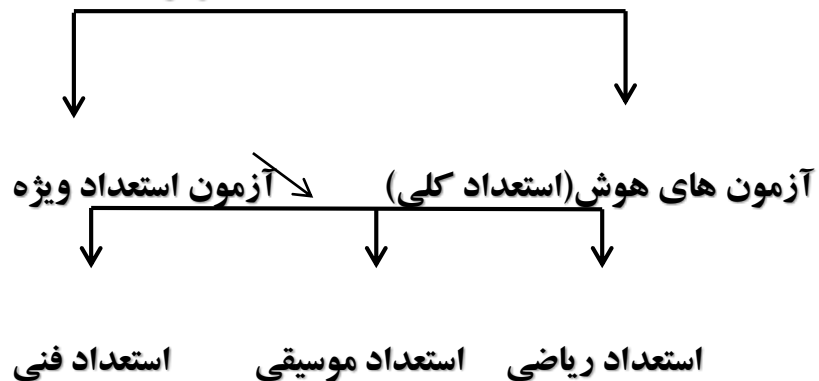 آزمون های هوش(استعداد کلی) آزمون استعداد ویژه
استعداد ریاضی استعداد موسیقی استعداد فنی